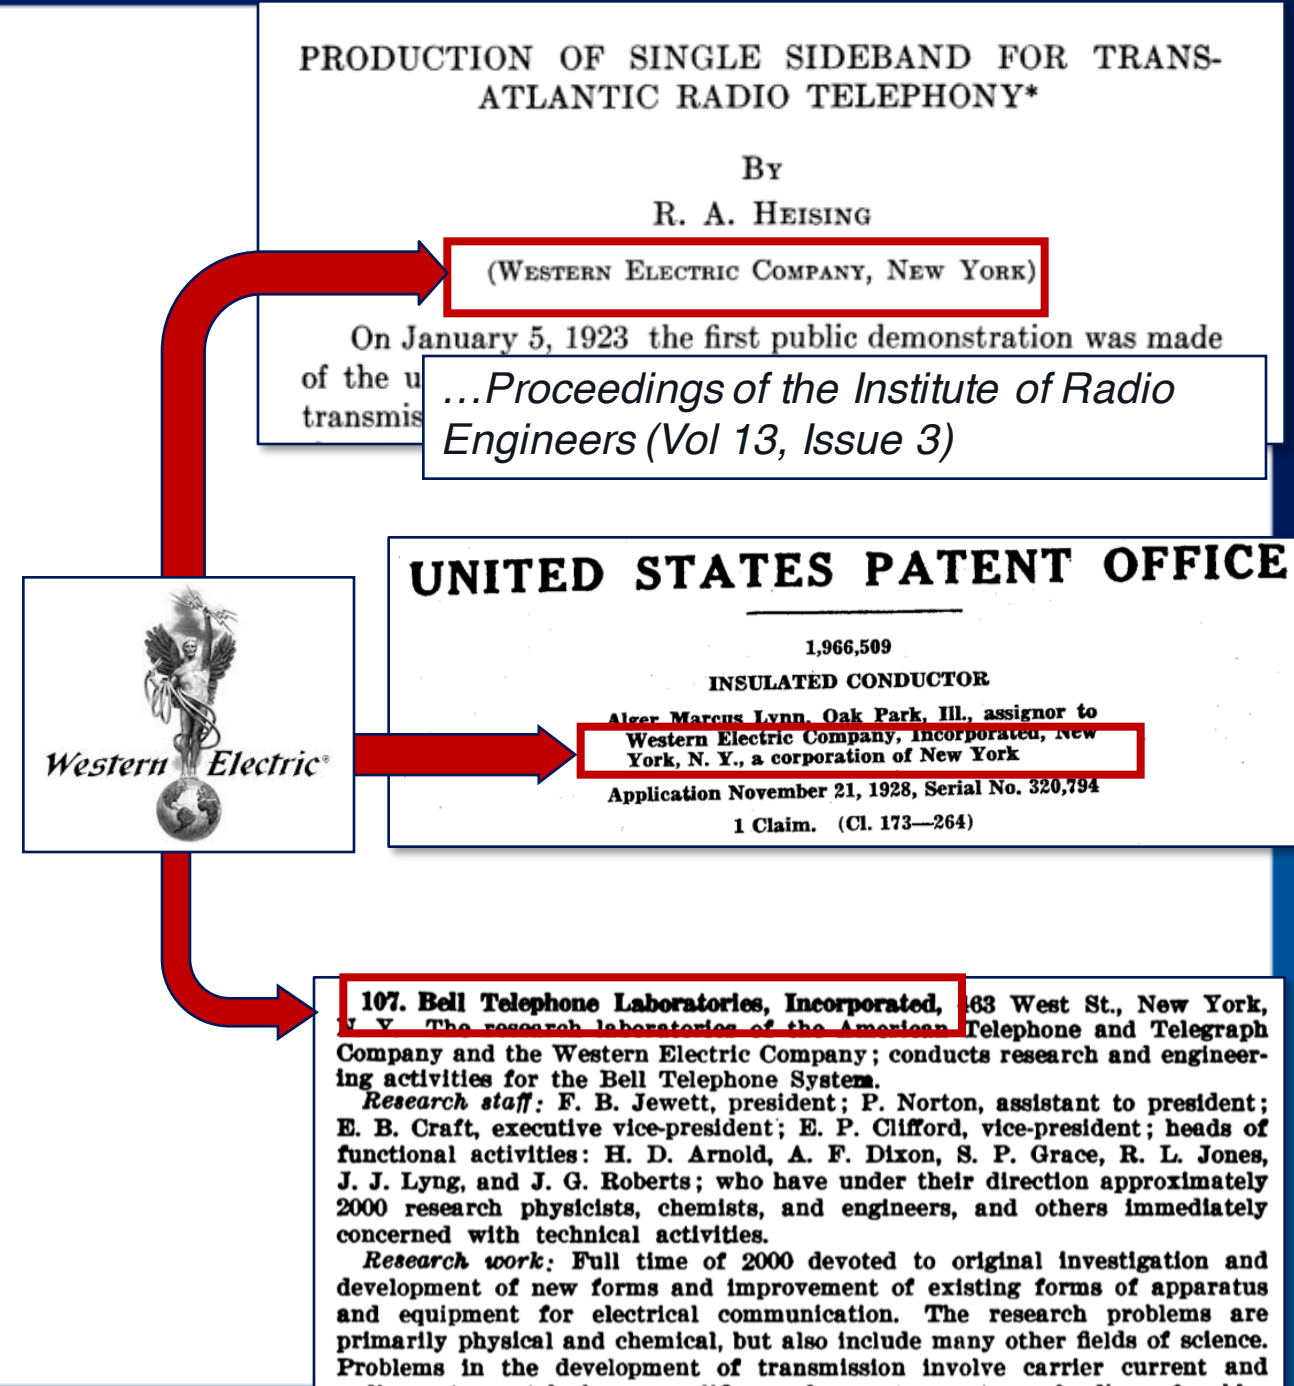 PRODUCTION OF SINGLE SIDEBAND FOR TRANS-
ATLANTIC RADIO TELEPHONY*
By
R. A. Heising
(Western Electric Company, New York)
On January 5, 1923 the first public demonstration was made
of the u
transmis
...Proceedings of the Institute of Radio
Engineers (Vol 13, Issue 3)
UNITED STATES PATENT OFFICE
1,966,509
INSULATED CONDUCTOR
Alger Marcus Lynn, Oak Park, Ill., assignor to
Western Electric Company, Incorporated, New
York, N. Y., a corporation of New York
Application November 21, 1928, Serial No. 320,794
1 Claim. (Cl. 173—264)
Western Electric®
107. Bell Telephone Laboratories, Incorporated, 463 West St., New York,
N. Y. The research laboratories of the American Telephone and Telegraph
Company and the Western Electric Company; conducts research and engineer-
ing activities for the Bell Telephone System.
Research staff: F. B. Jewett, president; P. Norton, assistant to president;
E. B. Craft, executive vice-president; E. P. Clifford, vice-president; heads of
functional activities: H. D. Arnold, A. F. Dixon, S. P. Grace, R. L. Jones,
J. J. Lyng, and J. G. Roberts; who have under their direction approximately
2000 research physicists, chemists, and engineers, and others immediately
concerned with technical activities.
Research work: Full time of 2000 devoted to original investigation and
development of new forms and improvement of existing forms of apparatus
and equipment for electrical communication. The research problems are
primarily physical and chemical, but also include many other fields of science.
Problems in the development of transmission involve carrier current and